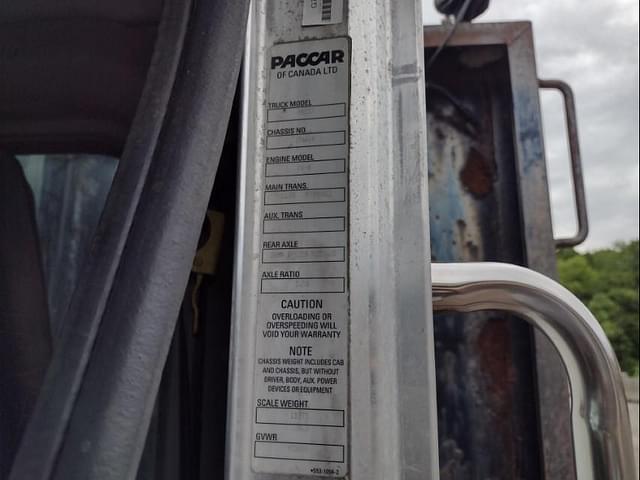 PACCAR
OF CANADA LTD
TRUCK MODEL
CHASSIS NO.
ENGINE MODEL
MAIN TRANS.
AUX. TRANS
REAR AXLE
AXLE RATIO
CAUTION
OVERLOADING OR
OVERSPEEDING WILL
VOID YOUR WARRANTY
NOTE
CHASSIS WEIGHT INCLUDES CAB
AND CHASSIS, BUT WITHOUT
DRIVER, BODY, AUX. POWER
DEVICES OR EQUIPMENT
SCALE WEIGHT
GVWR